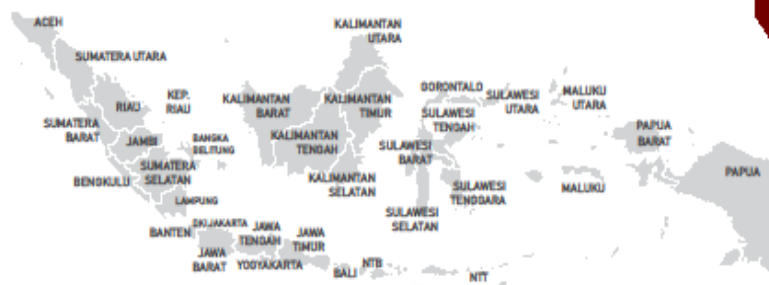 ACEH
SUMATERA UTARA
RIAU
KEP.
RIAU
SUMATERA
BARAT
JAMBI
BANGKA
BELITUNG
SUMATERA
SELATAN
BENGKULU
LAMPUNG
BANTEN
DKI JAKARTA
JAWA
BARAT
JAWA
TENGAH
YOGYAKARTA
JAWA
TIMUR
BALI
NTB
NTT
KALIMANTAN
UTARA
KALIMANTAN
BARAT
KALIMANTAN
TIMUR
KALIMANTAN
TENGAH
KALIMANTAN
SELATAN
GORONTALO
SULAWESI
UTARA
SULAWESI
TENGAH
SULAWESI
BARAT
SULAWESI
TENGGARA
SULAWESI
SELATAN
MALUKU
UTARA
MALUKU
PAPUA
BARAT
PAPUA